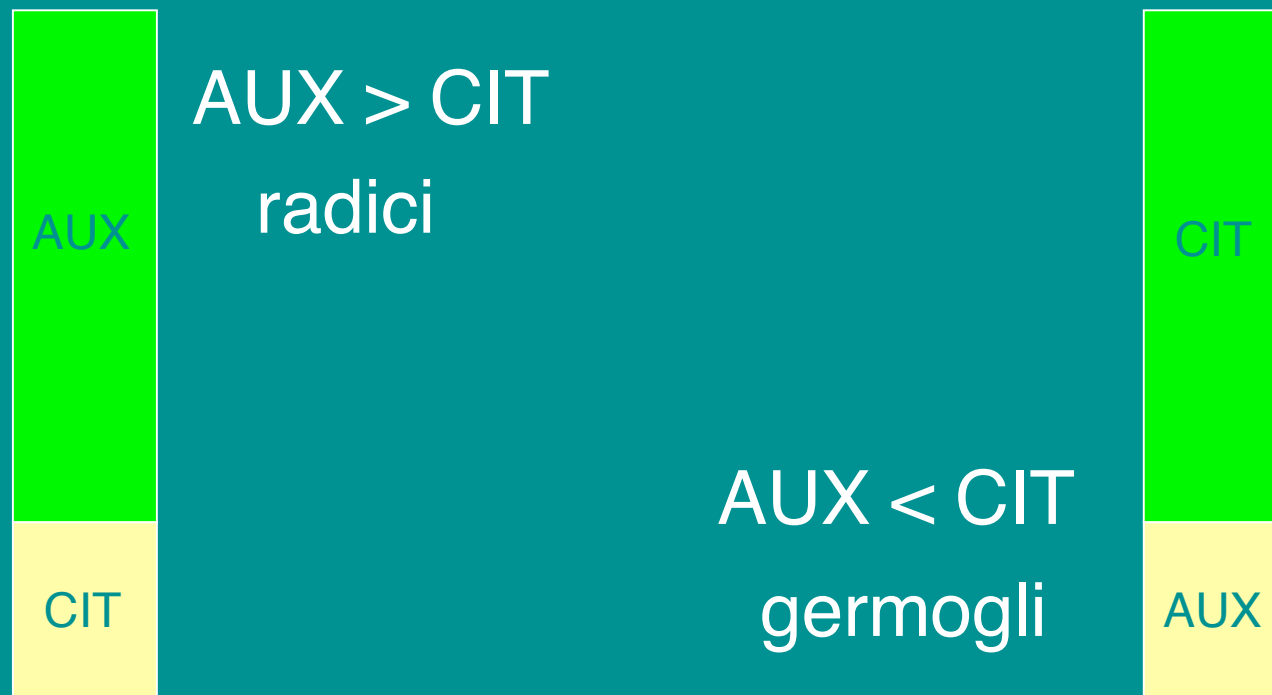 AUX > CIT
radici
AUX
CIT
AUX < CIT
germogli
CIT
AUX